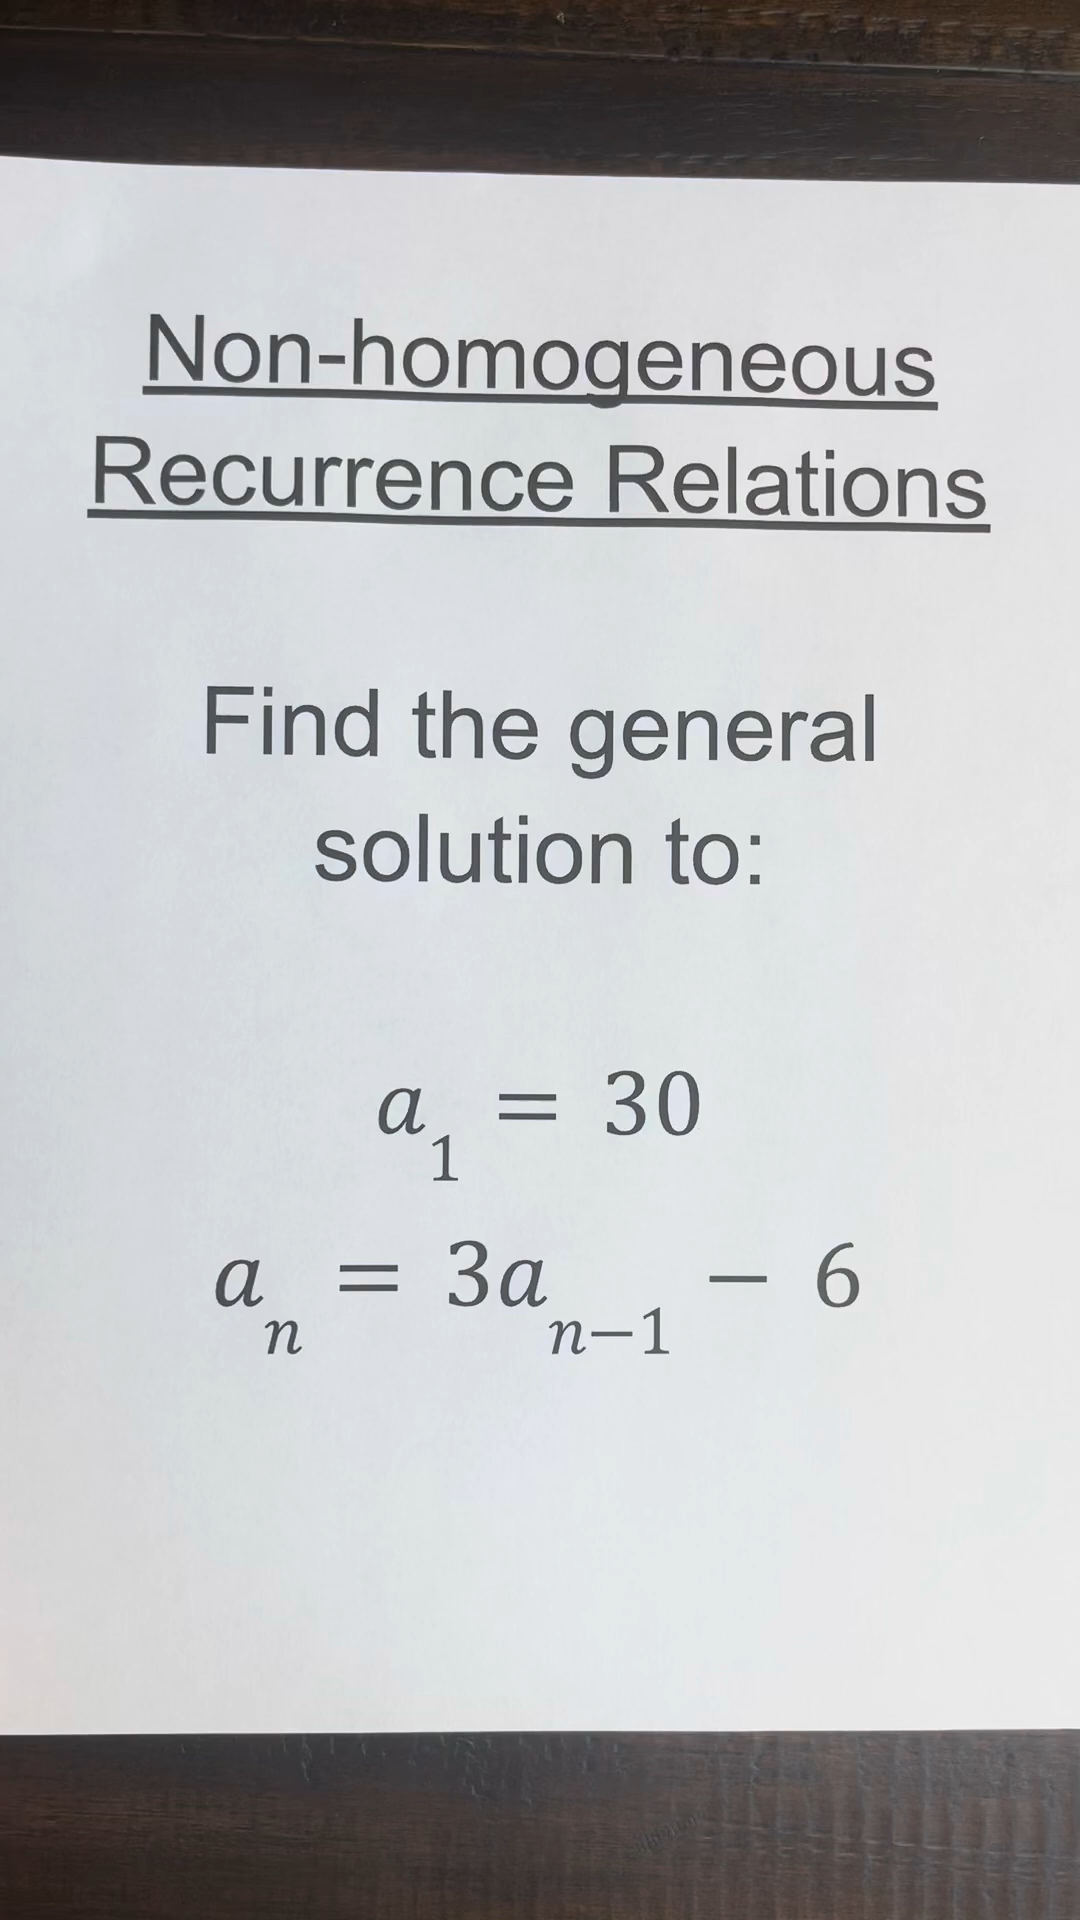 Non-homogeneous
Recurrence Relations
Find the general
solution to:
a₁ = 30
aₙ = 3aₙ₋₁ − 6